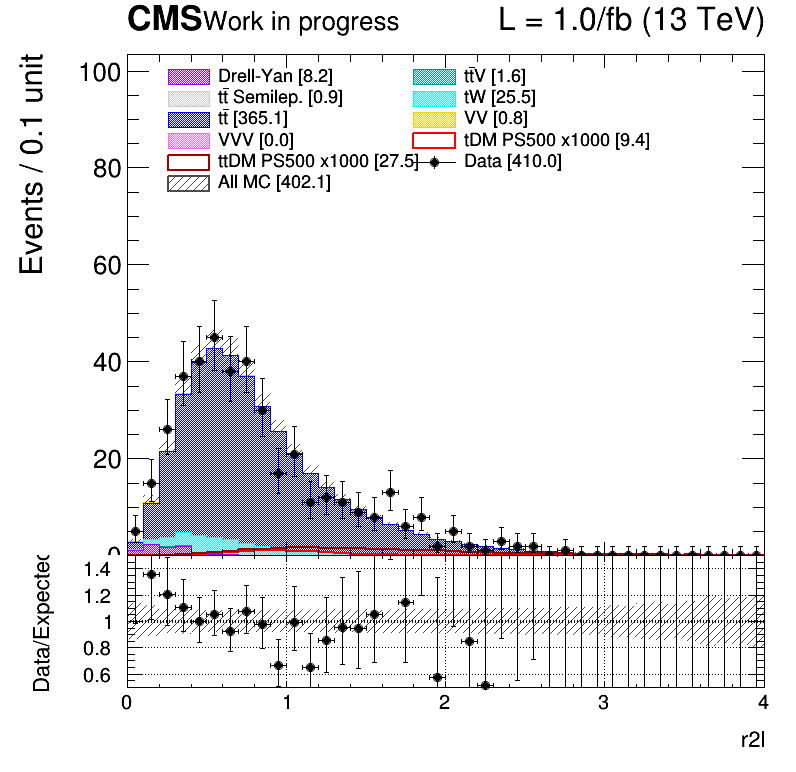 CMS Work in progress L = 1.0/fb (13 TeV)
Events / 0.1 unit
100
80
60
40
20
0
Drell-Yan [8.2] tt̄V [1.6]
tt̄ Semilep. [0.9] tW [25.5]
tt̄ [365.1] VV [0.8]
VVV [0.0] tDM PS500 x1000 [9.4]
ttDM PS500 x1000 [27.5] Data [410.0]
All MC [402.1]
Data/Expected
1.4
1.2
1
0.8
0.6
0 1 2 3 4
r2l